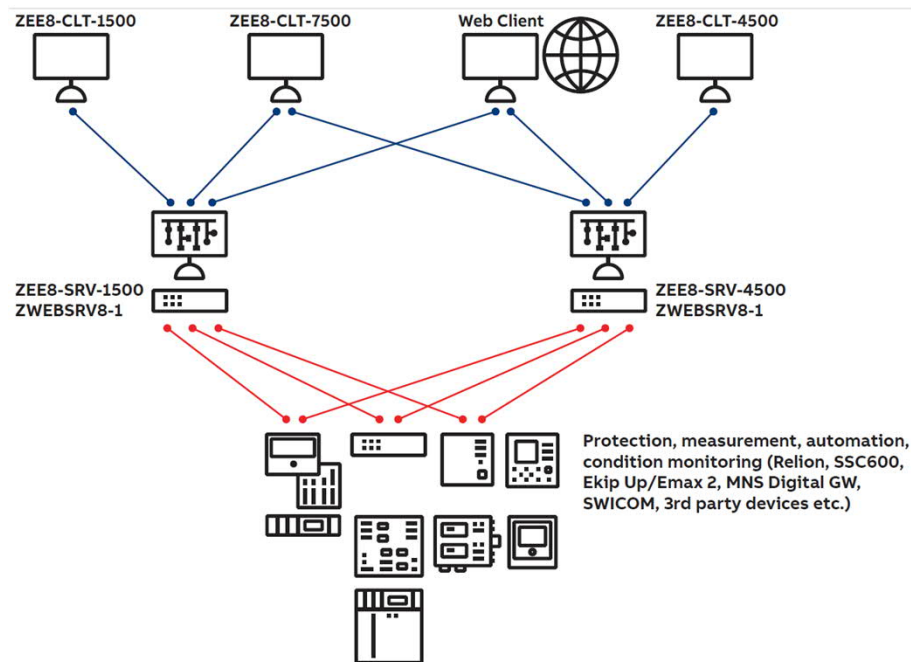 ZEE8-CLT-1500
ZEE8-CLT-7500
Web Client
ZEE8-CLT-4500
ZEE8-SRV-1500
ZWEBSRV8-1
ZEE8-SRV-4500
ZWEBSRV8-1
Protection, measurement, automation,
condition monitoring (Relion, SSC600,
Ekip Up/Emax 2, MNS Digital GW,
SWICOM, 3rd party devices etc.)